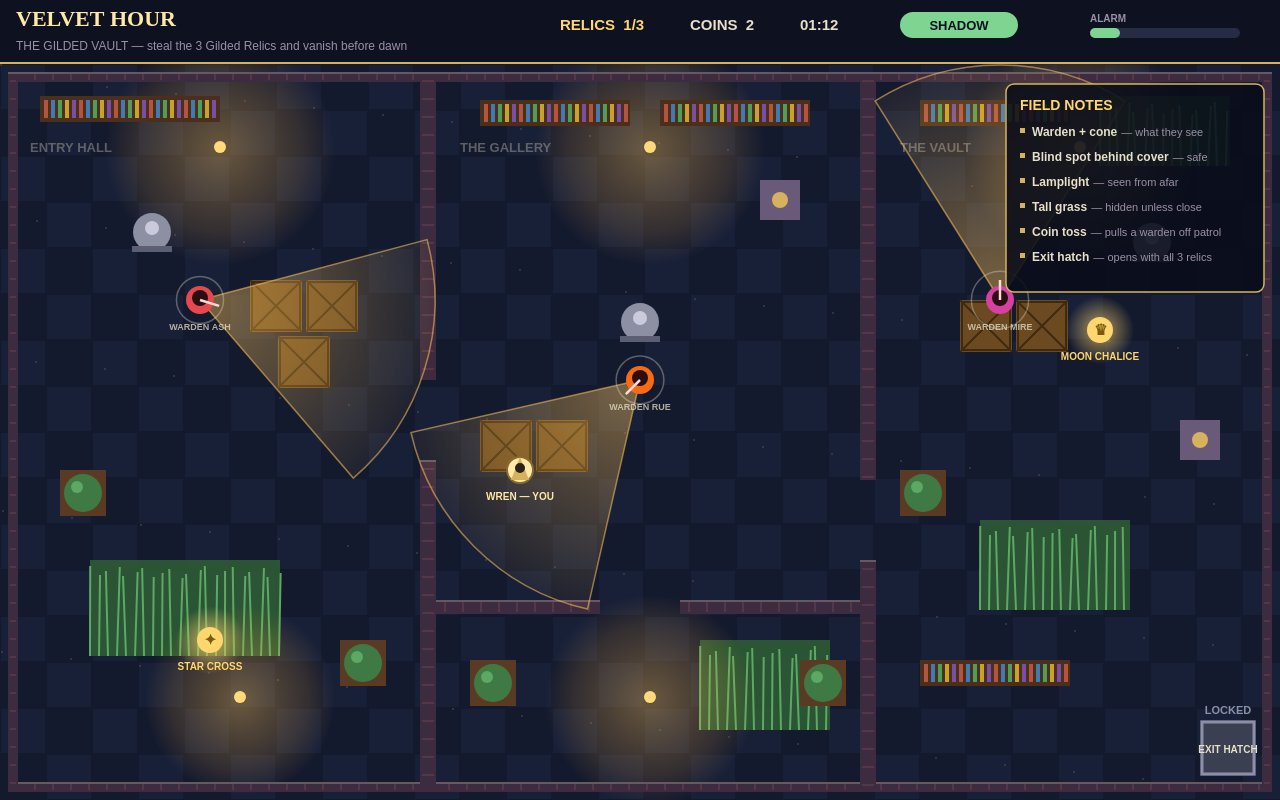 VELVET HOUR
THE GILDED VAULT — steal the 3 Gilded Relics and vanish before dawn
RELICS 1/3
COINS 2
01:12
SHADOW
ALARM
ENTRY HALL
THE GALLERY
THE VAULT
FIELD NOTES
Warden + cone — what they see
Blind spot behind cover — safe
Lamplight — seen from afar
Tall grass — hidden unless close
Coin toss — pulls a warden off patrol
Exit hatch — opens with all 3 relics
WARDEN ASH
WARDEN MIRE
MOON CHALICE
WARDEN RUE
WREN — YOU
STAR CROSS
LOCKED
EXIT HATCH